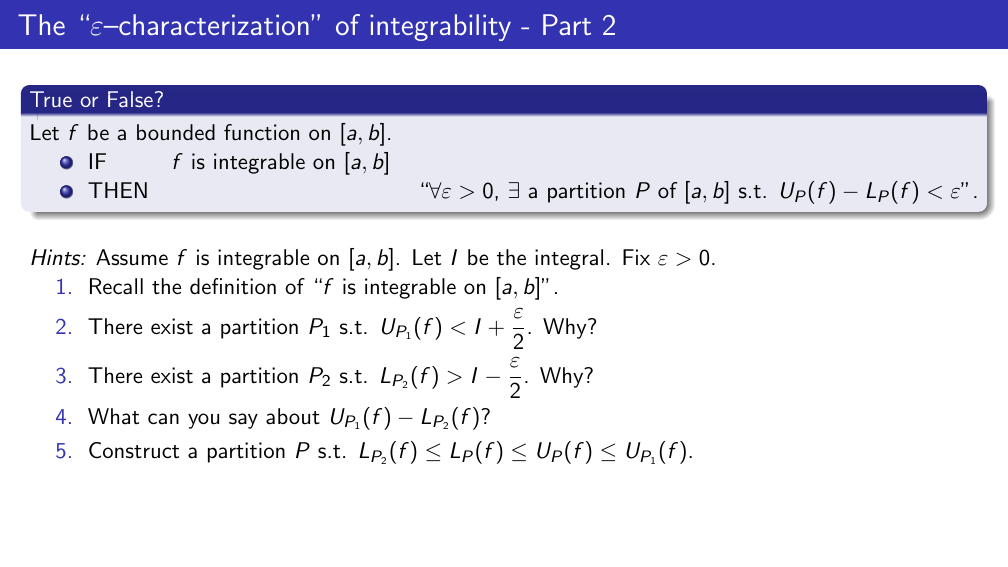 The “ε–characterization” of integrability - Part 2
True or False?
Let f be a bounded function on [a, b].
IF f is integrable on [a, b]
THEN “∀ε > 0, ∃ a partition P of [a, b] s.t. U_P(f) − L_P(f) < ε”.
Hints: Assume f is integrable on [a, b]. Let I be the integral. Fix ε > 0.
1. Recall the definition of “f is integrable on [a, b]”.
2. There exist a partition P₁ s.t. U_{P₁}(f) < I + ε/2. Why?
3. There exist a partition P₂ s.t. L_{P₂}(f) > I − ε/2. Why?
4. What can you say about U_{P₁}(f) − L_{P₂}(f)?
5. Construct a partition P s.t. L_{P₂}(f) ≤ L_P(f) ≤ U_P(f) ≤ U_{P₁}(f).